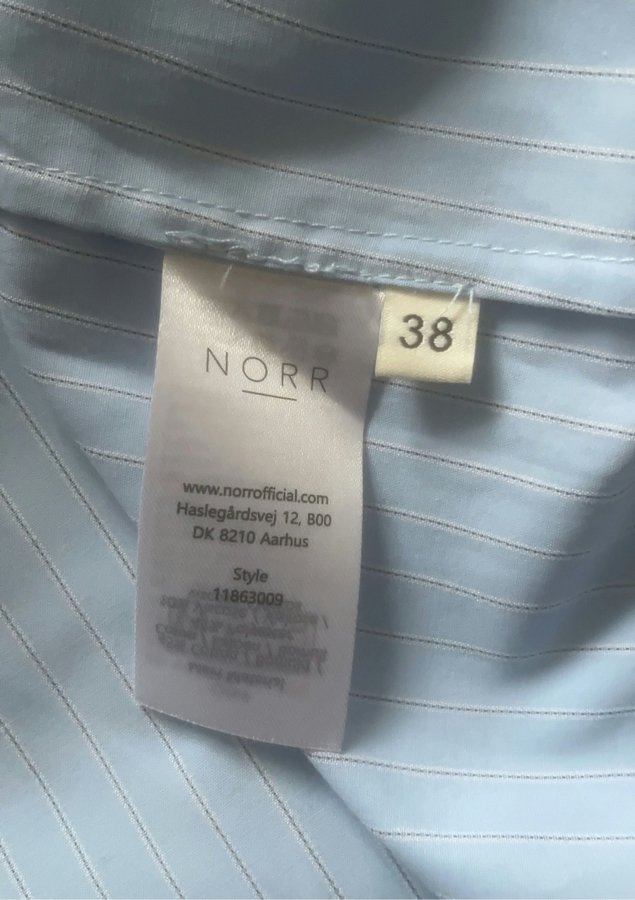 NORR
38
www.norrofficial.com
Haslegårdsvej 12, B00
DK 8210 Aarhus
Style
11863009